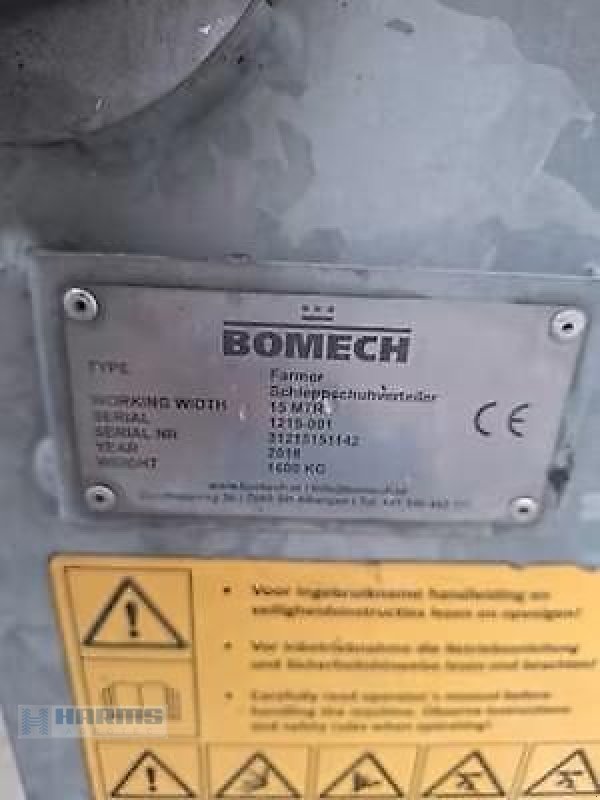 BOMECH
TYPE Farmer
Schleppschuhverteiler
WORKING WIDTH 15 MTR
SERIAL 1215-001
SERIAL NR
YEAR 2018
WEIGHT 1600 KG
CE
• Voor ingebruikname handleiding en
veiligheidsinstructies lezen en opvolgen!
• Vor Inbetriebnahme die Betriebsanleitung
und Sicherheitshinweise lesen und beachten!
• Carefully read operator's manual before
handling the machine. Observe instructions
and safety rules when operating!
HARMS